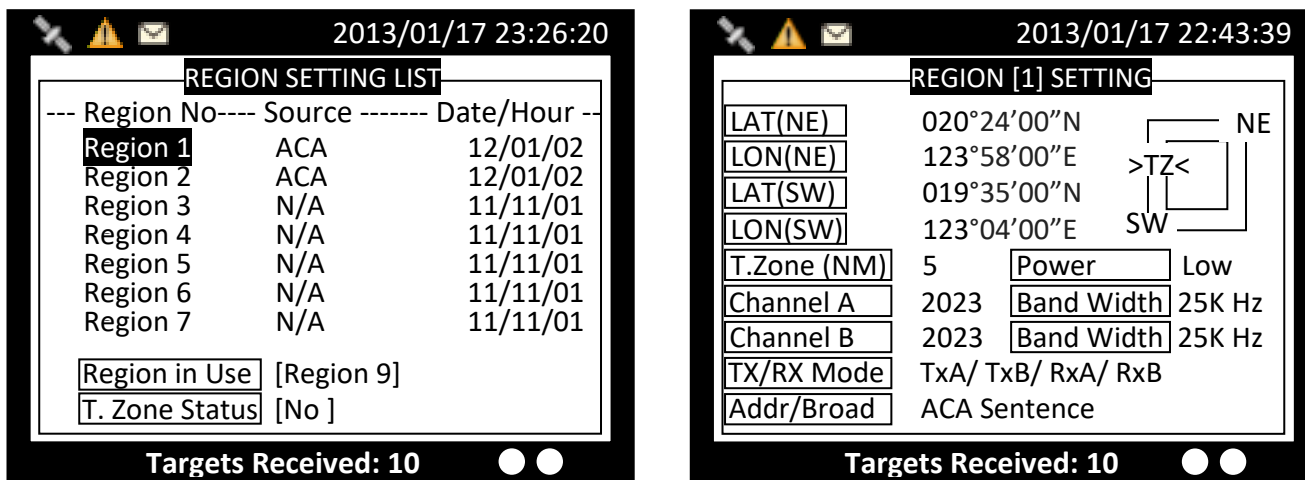 2013/01/17 23:26:20
REGION SETTING LIST
--- Region No---- Source ------- Date/Hour --
Region 1 ACA 12/01/02
Region 2 ACA 12/01/02
Region 3 N/A 11/11/01
Region 4 N/A 11/11/01
Region 5 N/A 11/11/01
Region 6 N/A 11/11/01
Region 7 N/A 11/11/01
Region in Use [Region 9]
T. Zone Status [No ]
Targets Received: 10
2013/01/17 22:43:39
REGION [1] SETTING
LAT(NE) 020°24’00”N NE
LON(NE) 123°58’00”E >TZ<
LAT(SW) 019°35’00”N
LON(SW) 123°04’00”E SW
T.Zone (NM) 5 Power Low
Channel A 2023 Band Width 25K Hz
Channel B 2023 Band Width 25K Hz
TX/RX Mode TxA/ TxB/ RxA/ RxB
Addr/Broad ACA Sentence
Targets Received: 10